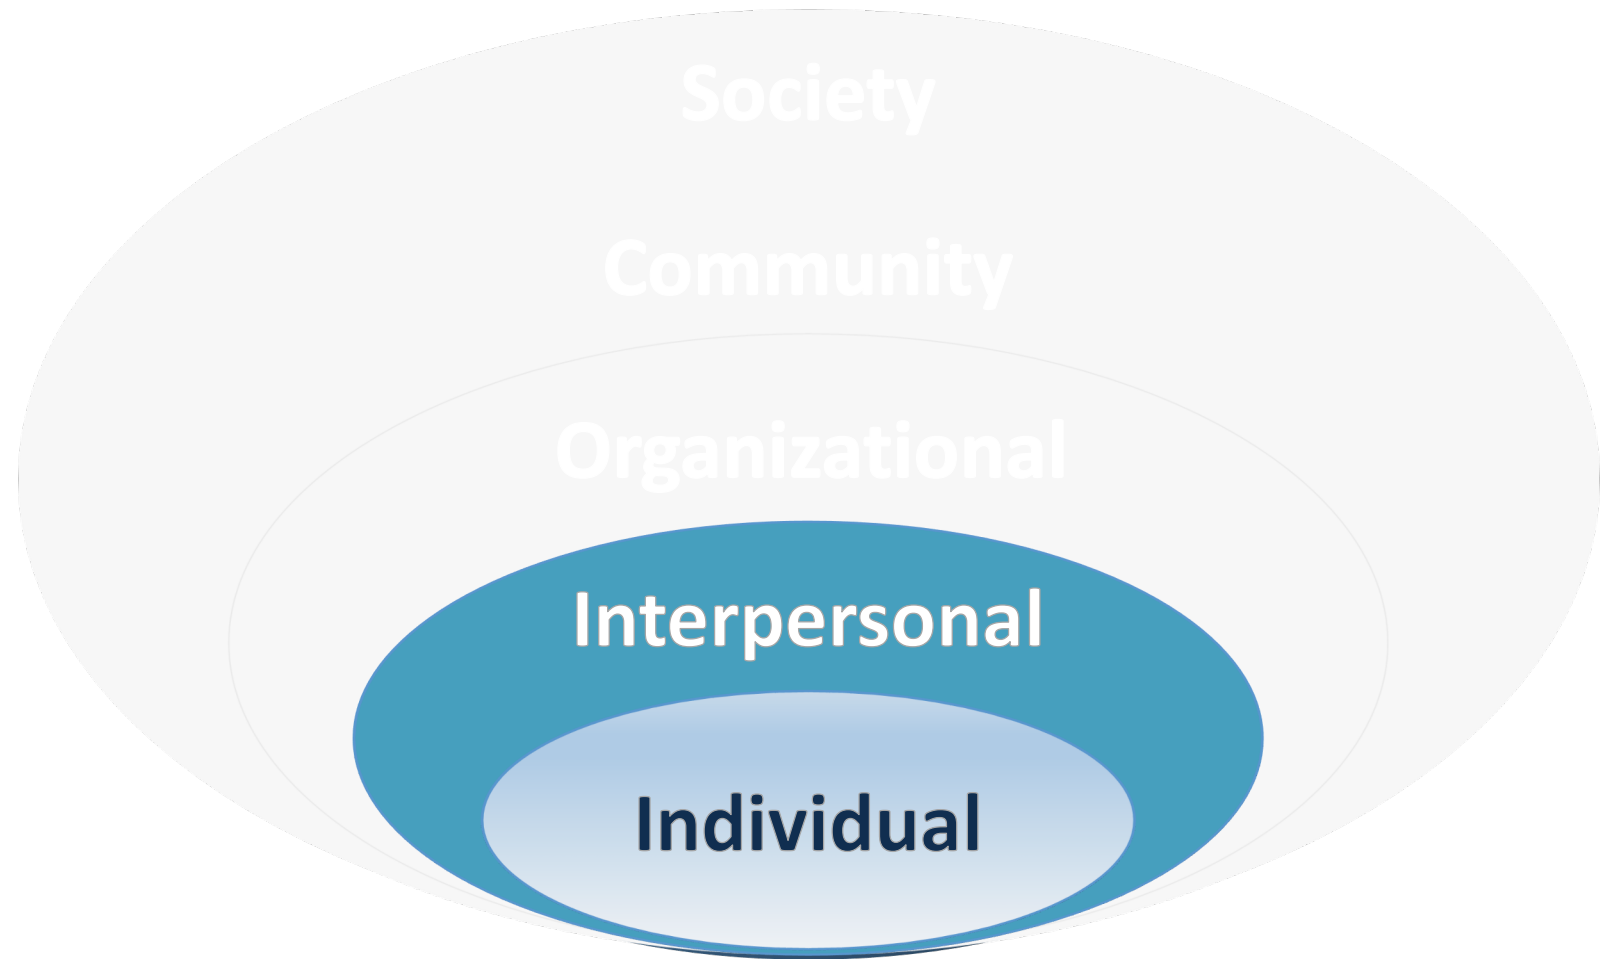 Society
Community
Organizational
Interpersonal
Individual